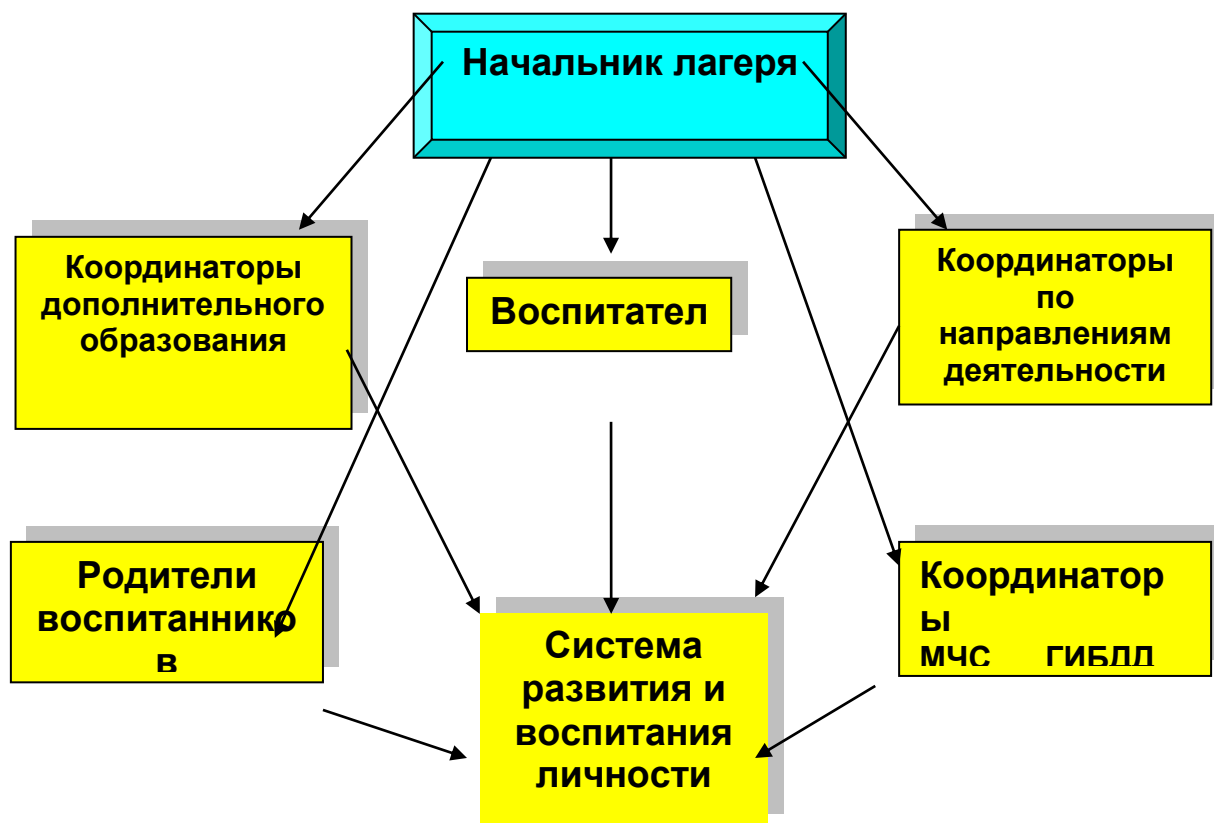 Начальник лагеря
Координаторы
дополнительного
образования
Воспитател
Координаторы
по
направлениям
деятельности
Родители
воспитаннико
в
Система
развития и
воспитания
личности
Координатор
ы
МЧС ГИБДД